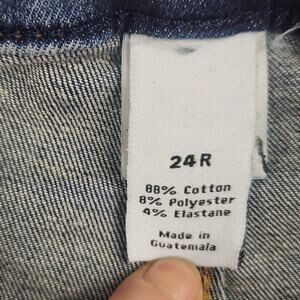 24R
88% Cotton
8% Polyester
4% Elastane
Made in
Guatemala